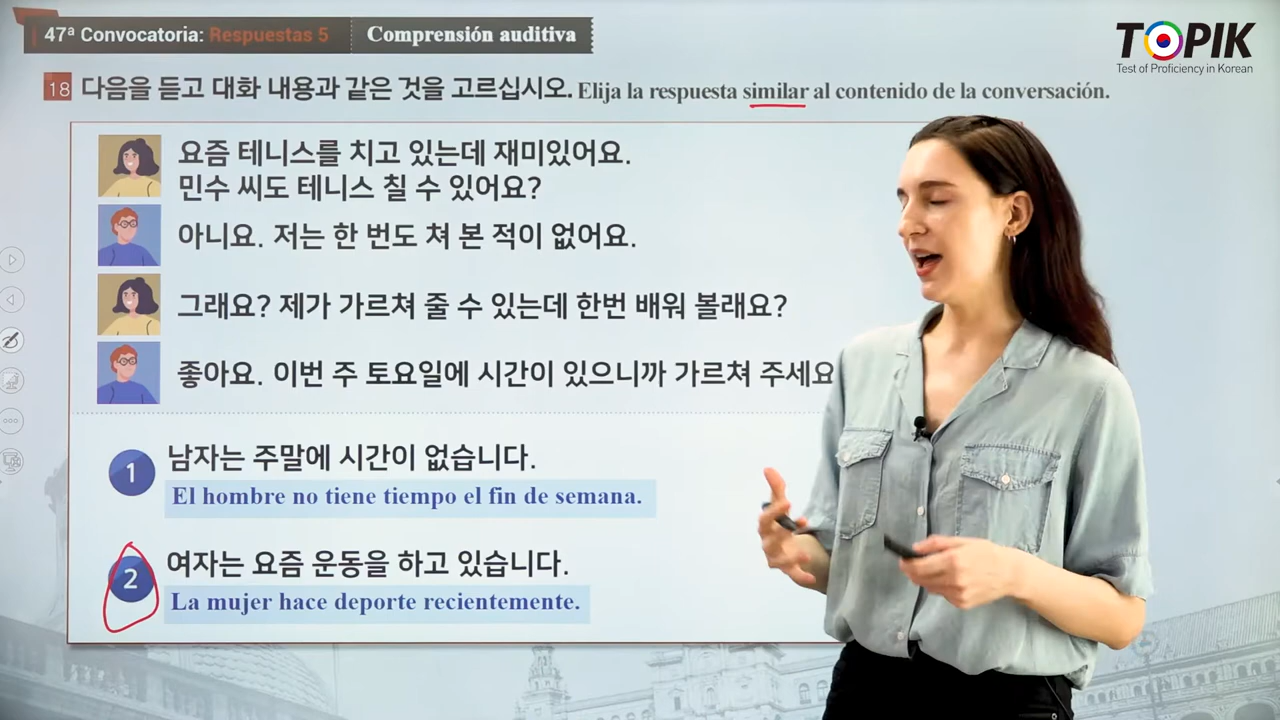 47ª Convocatoria: Respuestas 5 Comprensión auditiva
TOPIK
Test of Proficiency in Korean
18 다음을 듣고 대화 내용과 같은 것을 고르십시오. Elija la respuesta similar al contenido de la conversación.
요즘 테니스를 치고 있는데 재미있어요.
민수 씨도 테니스 칠 수 있어요?
아니요. 저는 한 번도 쳐 본 적이 없어요.
그래요? 제가 가르쳐 줄 수 있는데 한번 배워 볼래요?
좋아요. 이번 주 토요일에 시간이 있으니까 가르쳐 주세요
1 남자는 주말에 시간이 없습니다.
El hombre no tiene tiempo el fin de semana.
2 여자는 요즘 운동을 하고 있습니다.
La mujer hace deporte recientemente.